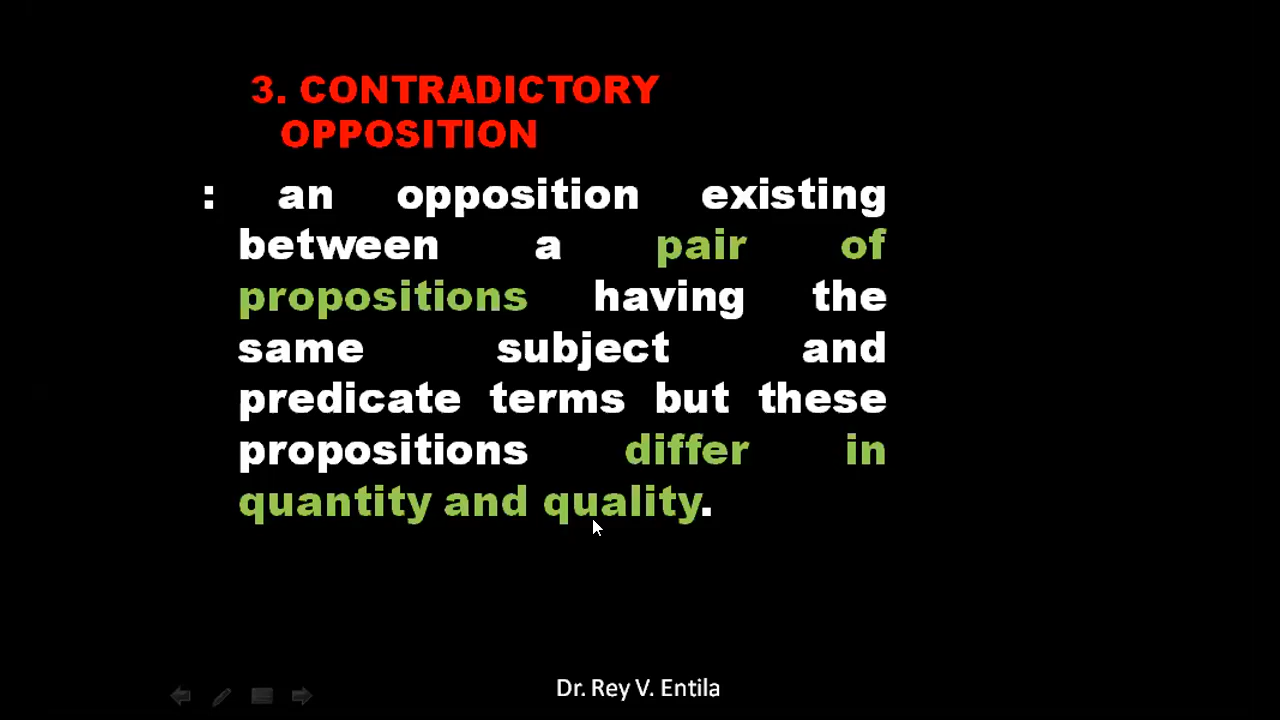 3. CONTRADICTORY
OPPOSITION
: an opposition existing
between a pair of
propositions having the
same subject and
predicate terms but these
propositions differ in
quantity and quality.
Dr. Rey V. Entila